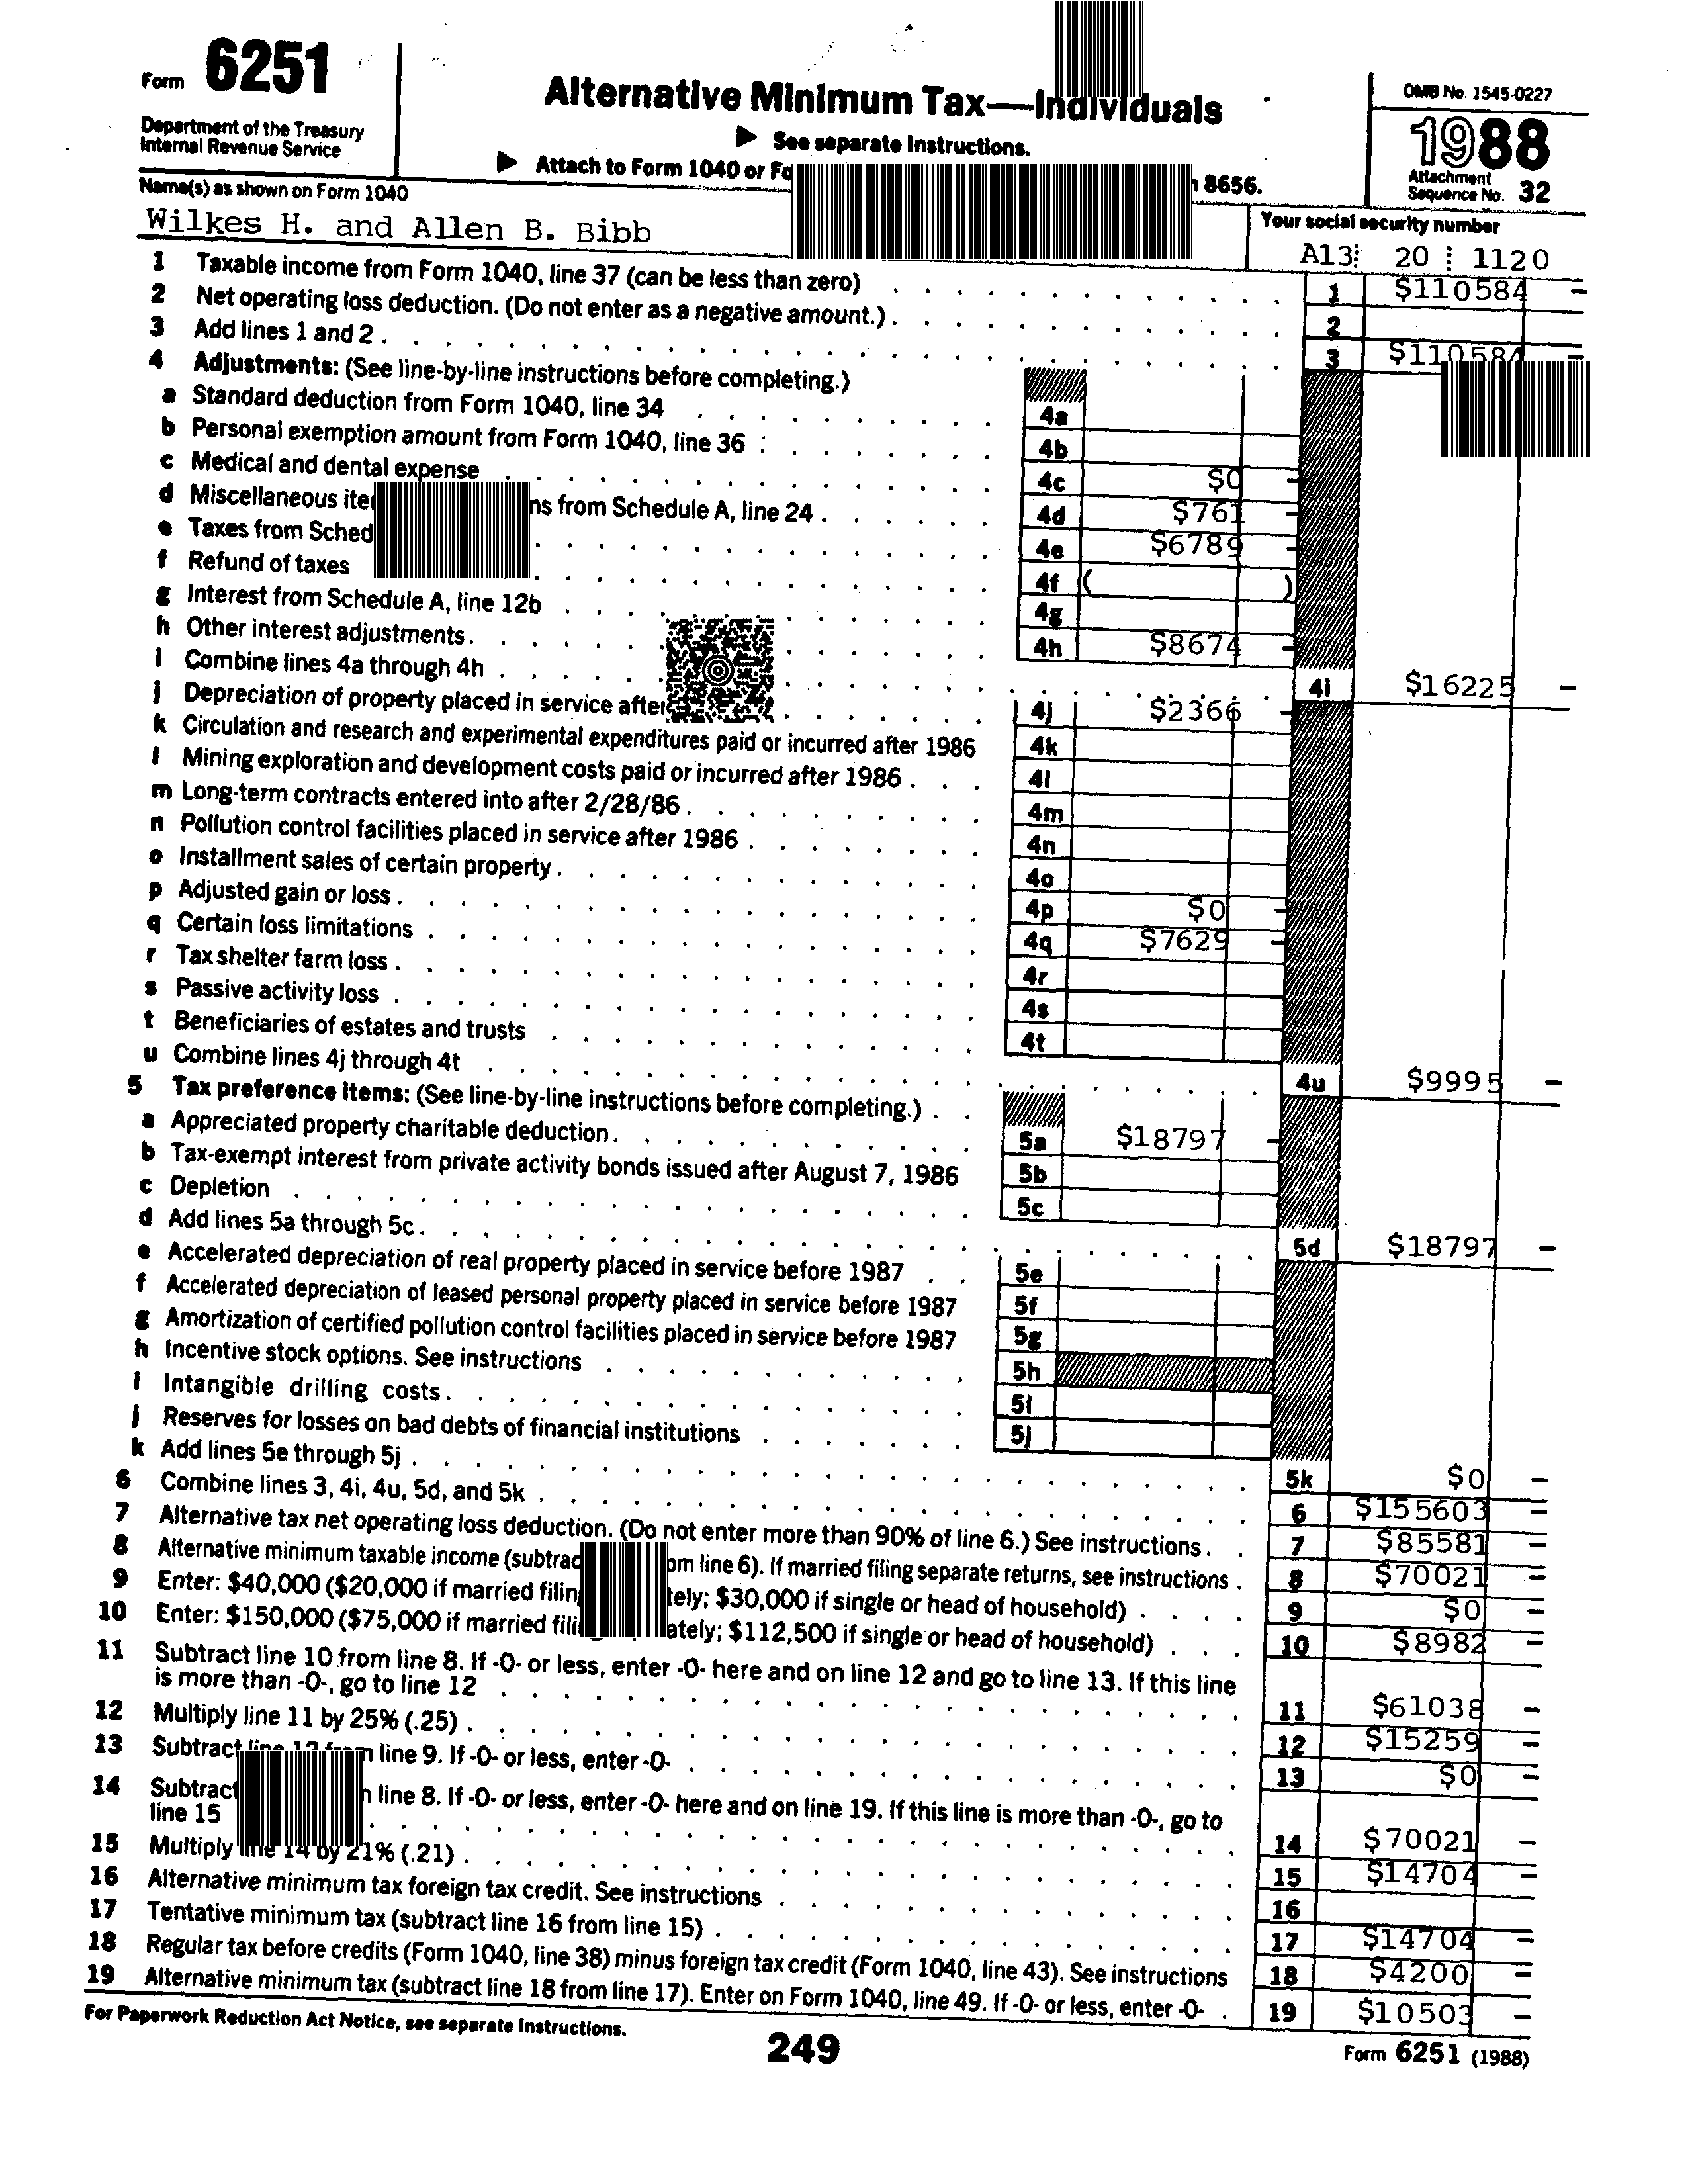 Form 6251
Department of the Treasury
Internal Revenue Service
Alternative Minimum Tax—Individuals
▶ See separate Instructions.
▶ Attach to Form 1040 or Fo 8656.
OMB No. 1545-0227
1988
Attachment
Sequence No. 32
Name(s) as shown on Form 1040
Wilkes H. and Allen B. Bibb
Your social security number
A13 20 1120
1 Taxable income from Form 1040, line 37 (can be less than zero) 1 $110584 –
2 Net operating loss deduction. (Do not enter as a negative amount.) 2
3 Add lines 1 and 2 3 $110584 –
4 Adjustments: (See line-by-line instructions before completing.)
a Standard deduction from Form 1040, line 34 4a
b Personal exemption amount from Form 1040, line 36 4b
c Medical and dental expense 4c $0 –
d Miscellaneous ns from Schedule A, line 24 4d $761 –
e Taxes from Sched 4e $6789 –
f Refund of taxes 4f ( )
g Interest from Schedule A, line 12b 4g
h Other interest adjustments 4h $8674 –
i Combine lines 4a through 4h 4i $16225 –
j Depreciation of property placed in service after 4j $2366 –
k Circulation and research and experimental expenditures paid or incurred after 1986 4k
l Mining exploration and development costs paid or incurred after 1986 4l
m Long-term contracts entered into after 2/28/86 4m
n Pollution control facilities placed in service after 1986 4n
o Installment sales of certain property 4o
p Adjusted gain or loss 4p $0 –
q Certain loss limitations 4q $7629 –
r Tax shelter farm loss 4r
s Passive activity loss 4s
t Beneficiaries of estates and trusts 4t
u Combine lines 4j through 4t 4u $9995 –
5 Tax preference items: (See line-by-line instructions before completing.)
a Appreciated property charitable deduction 5a $18797 –
b Tax-exempt interest from private activity bonds issued after August 7, 1986 5b
c Depletion 5c
d Add lines 5a through 5c 5d $18797 –
e Accelerated depreciation of real property placed in service before 1987 5e
f Accelerated depreciation of leased personal property placed in service before 1987 5f
g Amortization of certified pollution control facilities placed in service before 1987 5g
h Incentive stock options. See instructions 5h
i Intangible drilling costs 5i
j Reserves for losses on bad debts of financial institutions 5j
k Add lines 5e through 5j 5k $0 –
6 Combine lines 3, 4i, 4u, 5d, and 5k 6 $155603 –
7 Alternative tax net operating loss deduction. (Do not enter more than 90% of line 6.) See instructions 7 $85581 –
8 Alternative minimum taxable income (subtrac om line 6). If married filing separate returns, see instructions 8 $70021 –
9 Enter: $40,000 ($20,000 if married filin tely; $30,000 if single or head of household) 9 $0 –
10 Enter: $150,000 ($75,000 if married fili ately; $112,500 if single or head of household) 10 $8982 –
11 Subtract line 10 from line 8. If -0- or less, enter -0- here and on line 12 and go to line 13. If this line
is more than -0-, go to line 12 11 $61038 –
12 Multiply line 11 by 25% (.25) 12 $15259 –
13 Subtract line 12 from line 9. If -0- or less, enter -0- 13 $0 –
14 Subtract line 8. If -0- or less, enter -0- here and on line 19. If this line is more than -0-, go to
line 15 14 $70021 –
15 Multiply line 14 by 21% (.21) 15 $14704 –
16 Alternative minimum tax foreign tax credit. See instructions 16
17 Tentative minimum tax (subtract line 16 from line 15) 17 $14704 –
18 Regular tax before credits (Form 1040, line 38) minus foreign tax credit (Form 1040, line 43). See instructions 18 $4200 –
19 Alternative minimum tax (subtract line 18 from line 17). Enter on Form 1040, line 49. If -0- or less, enter -0- 19 $10503 –
For Paperwork Reduction Act Notice, see separate Instructions.
249
Form 6251 (1988)